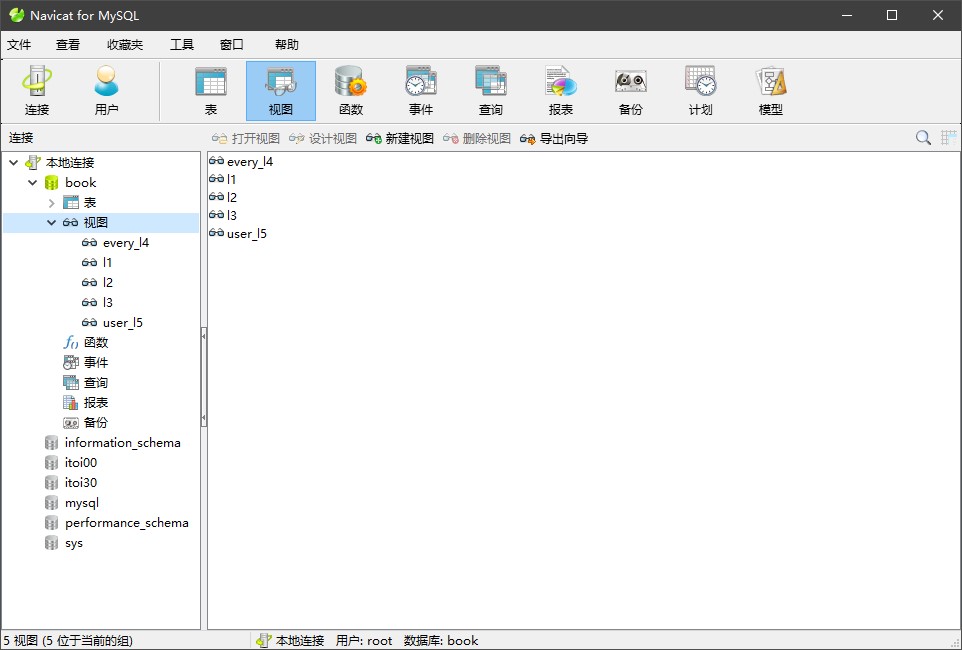 Navicat for MySQL
文件 查看 收藏夹 工具 窗口 帮助
连接 用户 表 视图 函数 事件 查询 报表 备份 计划 模型
连接 打开视图 设计视图 新建视图 删除视图 导出向导
本地连接
book
表
视图
every_l4
l1
l2
l3
user_l5
函数
事件
查询
报表
备份
information_schema
itoi00
itoi30
mysql
performance_schema
sys
every_l4
l1
l2
l3
user_l5
5 视图 (5 位于当前的组) 本地连接 用户: root 数据库: book